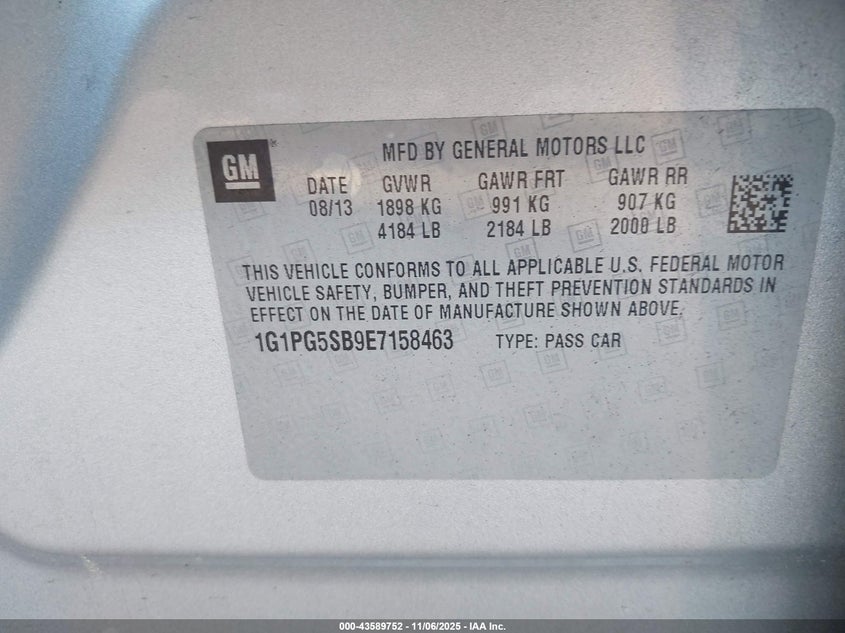 GM
MFD BY GENERAL MOTORS LLC
DATE GVWR GAWR FRT GAWR RR
08/13 1898 KG 991 KG 907 KG
4184 LB 2184 LB 2000 LB
THIS VEHICLE CONFORMS TO ALL APPLICABLE U.S. FEDERAL MOTOR
VEHICLE SAFETY, BUMPER, AND THEFT PREVENTION STANDARDS IN
EFFECT ON THE DATE OF MANUFACTURE SHOWN ABOVE.
1G1PG5SB9E7158463 TYPE: PASS CAR
000-43589752 - 11/06/2025 - IAA Inc.